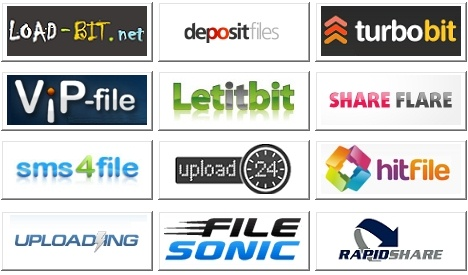 LOAD-BIT.net
depositfiles
turbobit
ViP-file
Letitbit
SHARE FLARE
sms4file
upload 24
hitfile
UPLOADING
FILE
SONIC
RAPIDSHARE